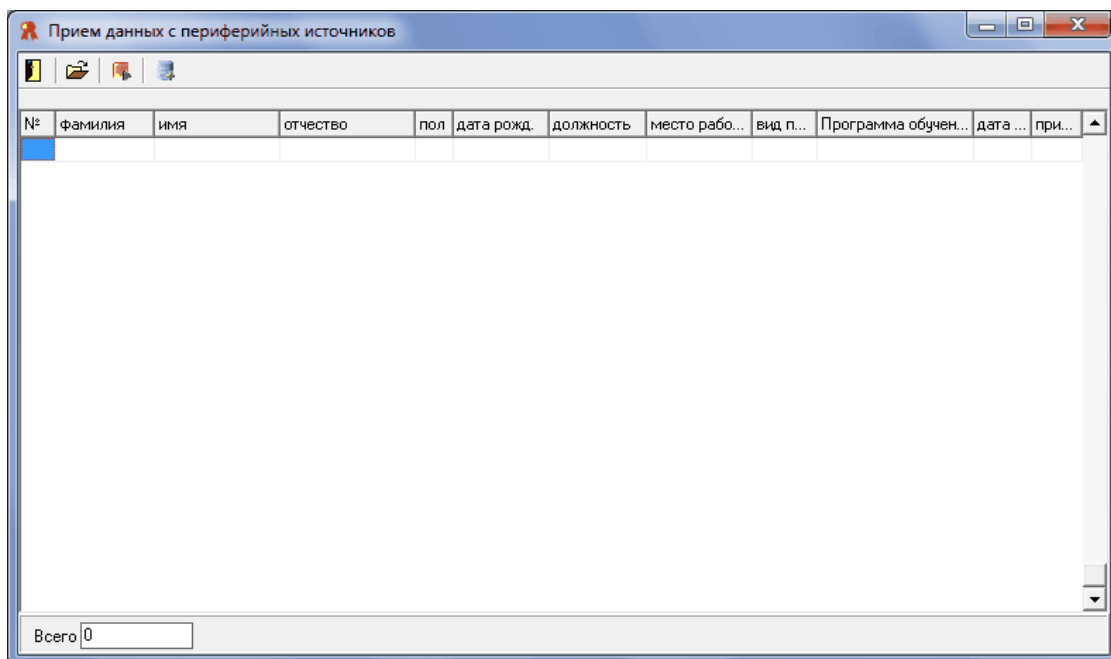 Прием данных с периферийных источников
№ фамилия имя отчество пол дата рожд. должность место рабо... вид п... Программа обучен... дата ... при...
Всего 0